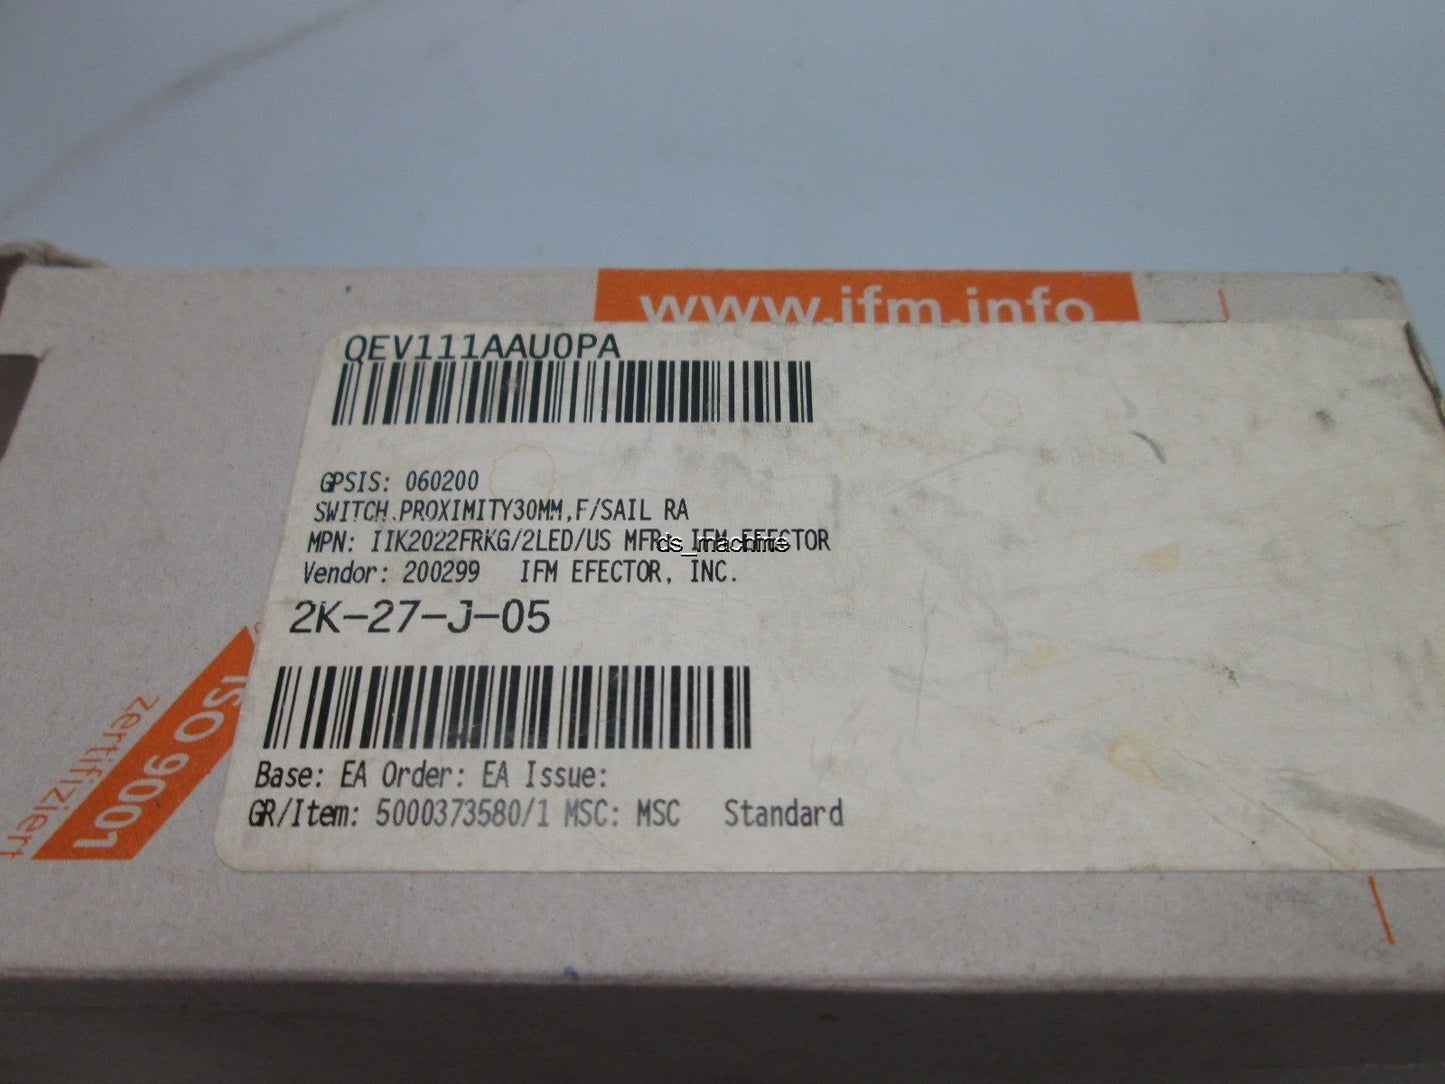 www.ifm.info
QEV111AAU0PA
GPSIS: 060200
SWITCH,PROXIMITY30MM,F/SAIL RA
MPN: IIK2022FRKG/2LED/US MFR: IFM EFECTOR
ds_machine
Vendor: 200299 IFM EFECTOR, INC.
2K-27-J-05
Base: EA Order: EA Issue:
GR/Item: 5000373580/1 MSC: MSC Standard
ISO 9001
zertifiziert